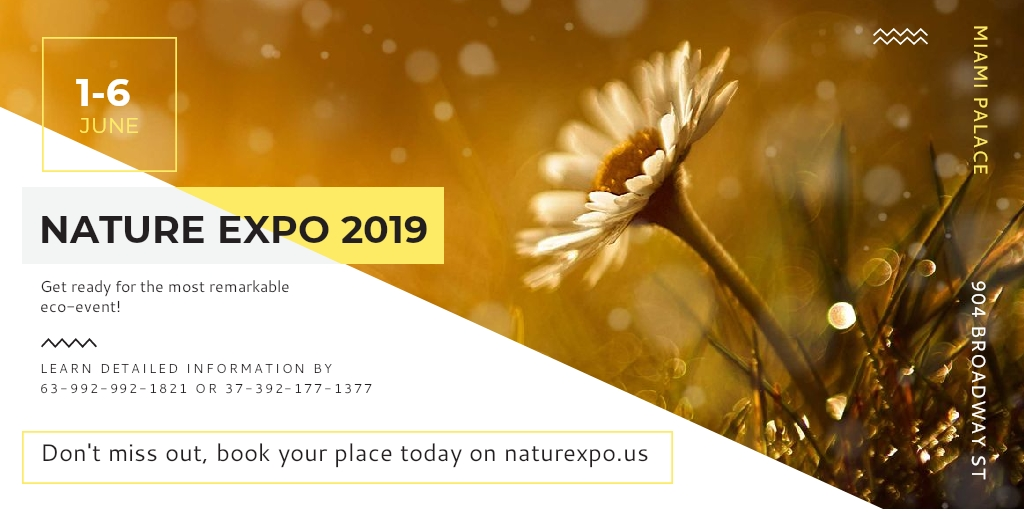 1-6
JUNE
NATURE EXPO 2019
Get ready for the most remarkable
eco-event!
LEARN DETAILED INFORMATION BY
63-992-992-1821 OR 37-392-177-1377
Don't miss out, book your place today on naturexpo.us
MIAMI PALACE
904 BROADWAY ST